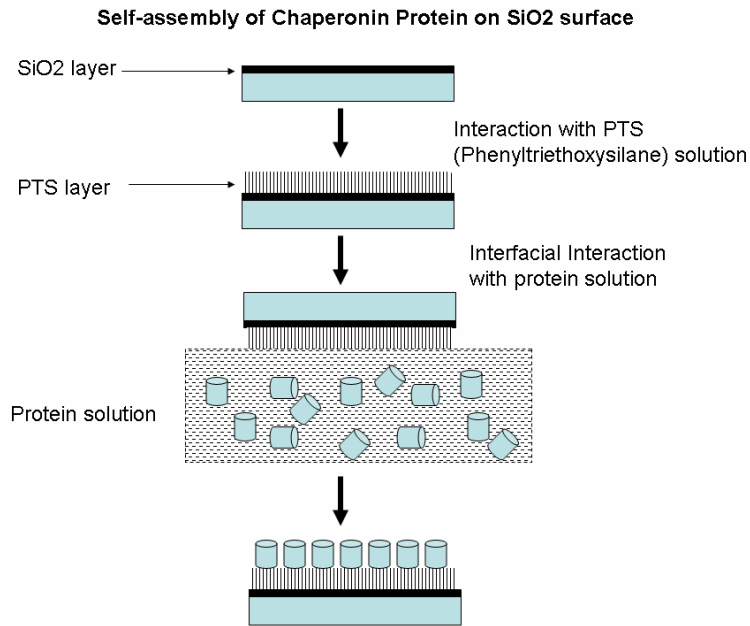 Self-assembly of Chaperonin Protein on SiO2 surface
SiO2 layer
Interaction with PTS
(Phenyltriethoxysilane) solution
PTS layer
Interfacial Interaction
with protein solution
Protein solution